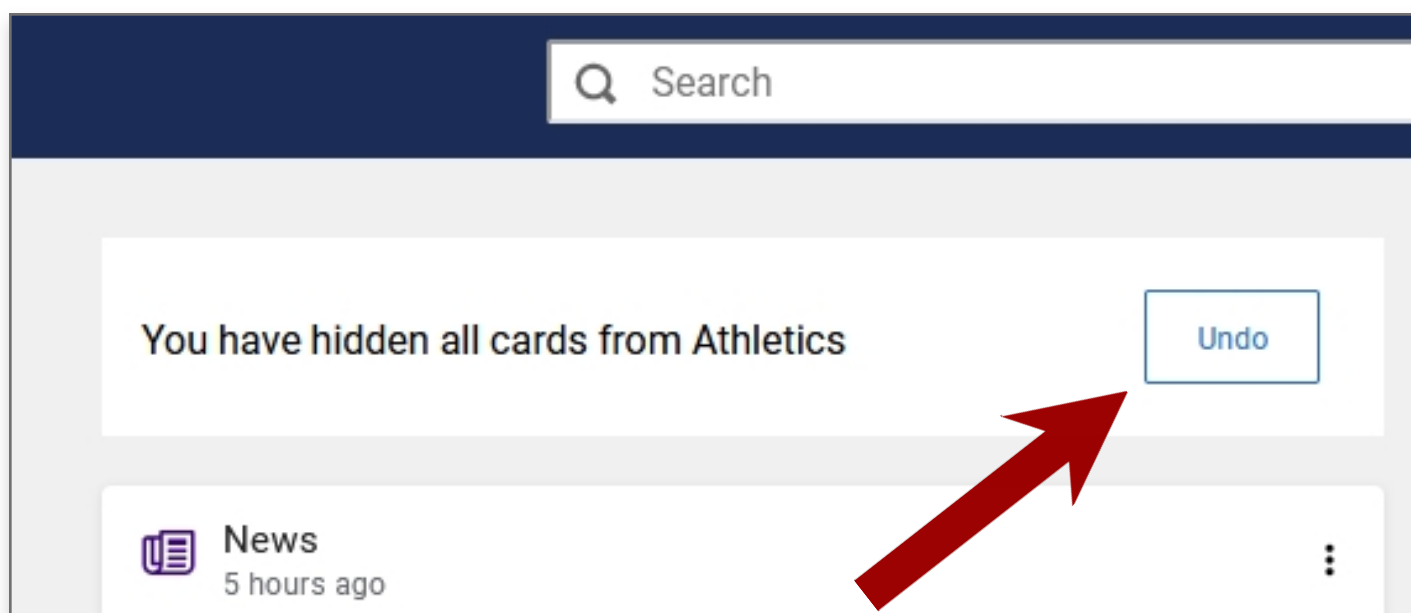 Search
You have hidden all cards from Athletics
Undo
News
5 hours ago